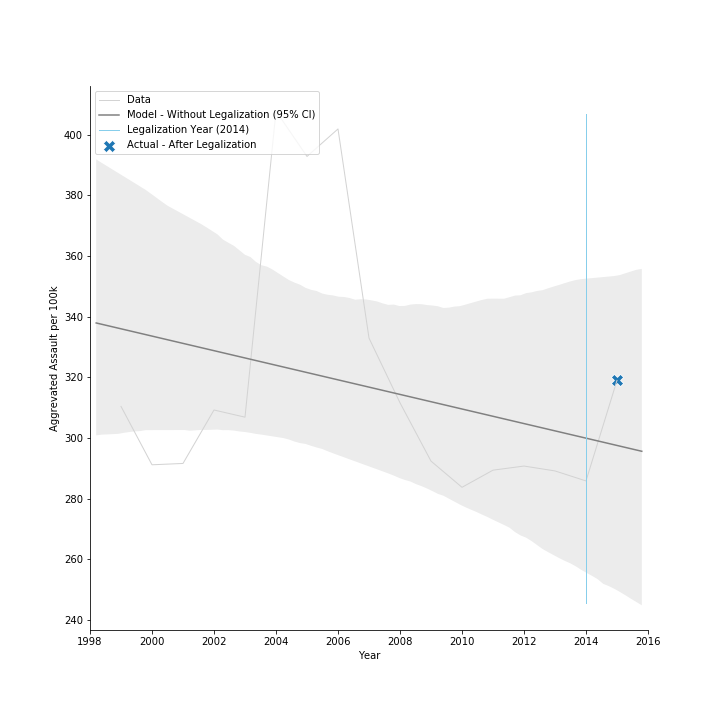 Data
Model - Without Legalization (95% CI)
Legalization Year (2014)
Actual - After Legalization
400
380
360
340
320
300
280
260
240
Aggrevated Assault per 100k
1998 2000 2002 2004 2006 2008 2010 2012 2014 2016
Year